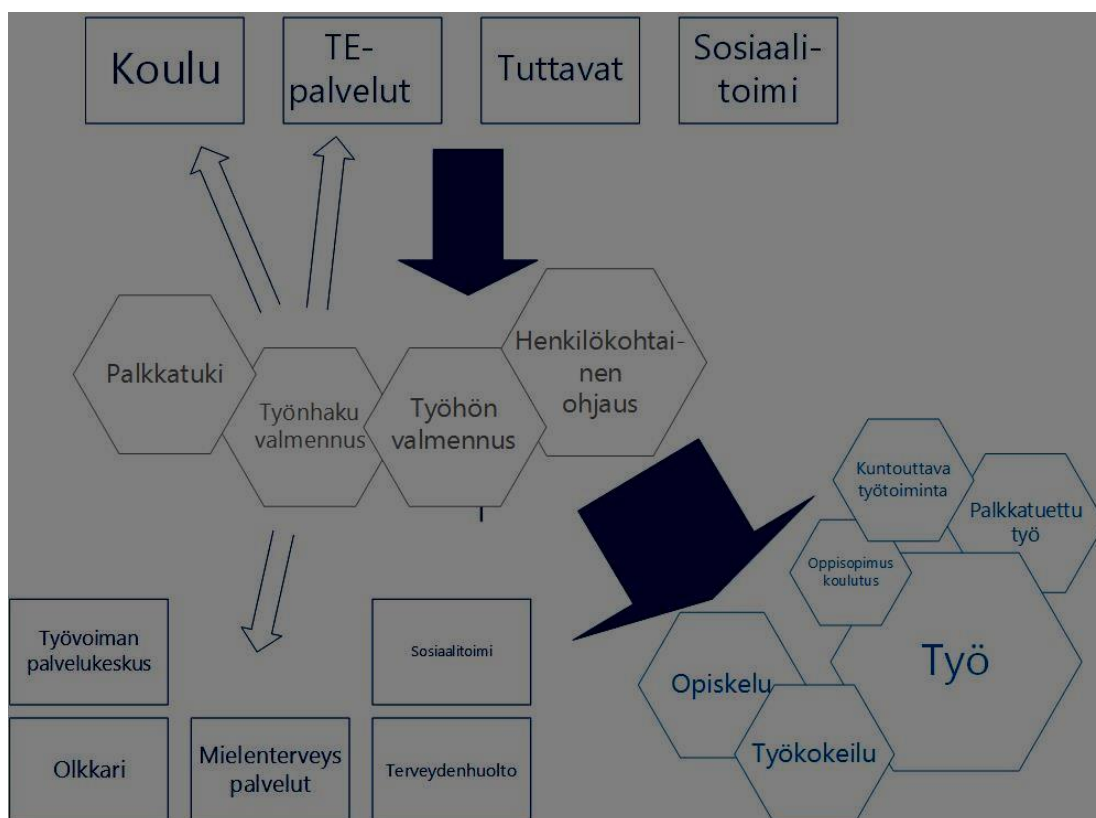 Koulu
TE-
palvelut
Tuttavat
Sosiaali-
toimi
Palkkatuki
Työnhaku
valmennus
Työhön
valmennus
Henkilökohtai-
nen
ohjaus
Kuntouttava
työtoiminta
Palkkatuettu
työ
Oppisopimus
koulutus
Työ
Opiskelu
Työkokeilu
Työvoiman
palvelukeskus
Sosiaalitoimi
Olkkari
Mielenterveys
palvelut
Terveydenhuolto